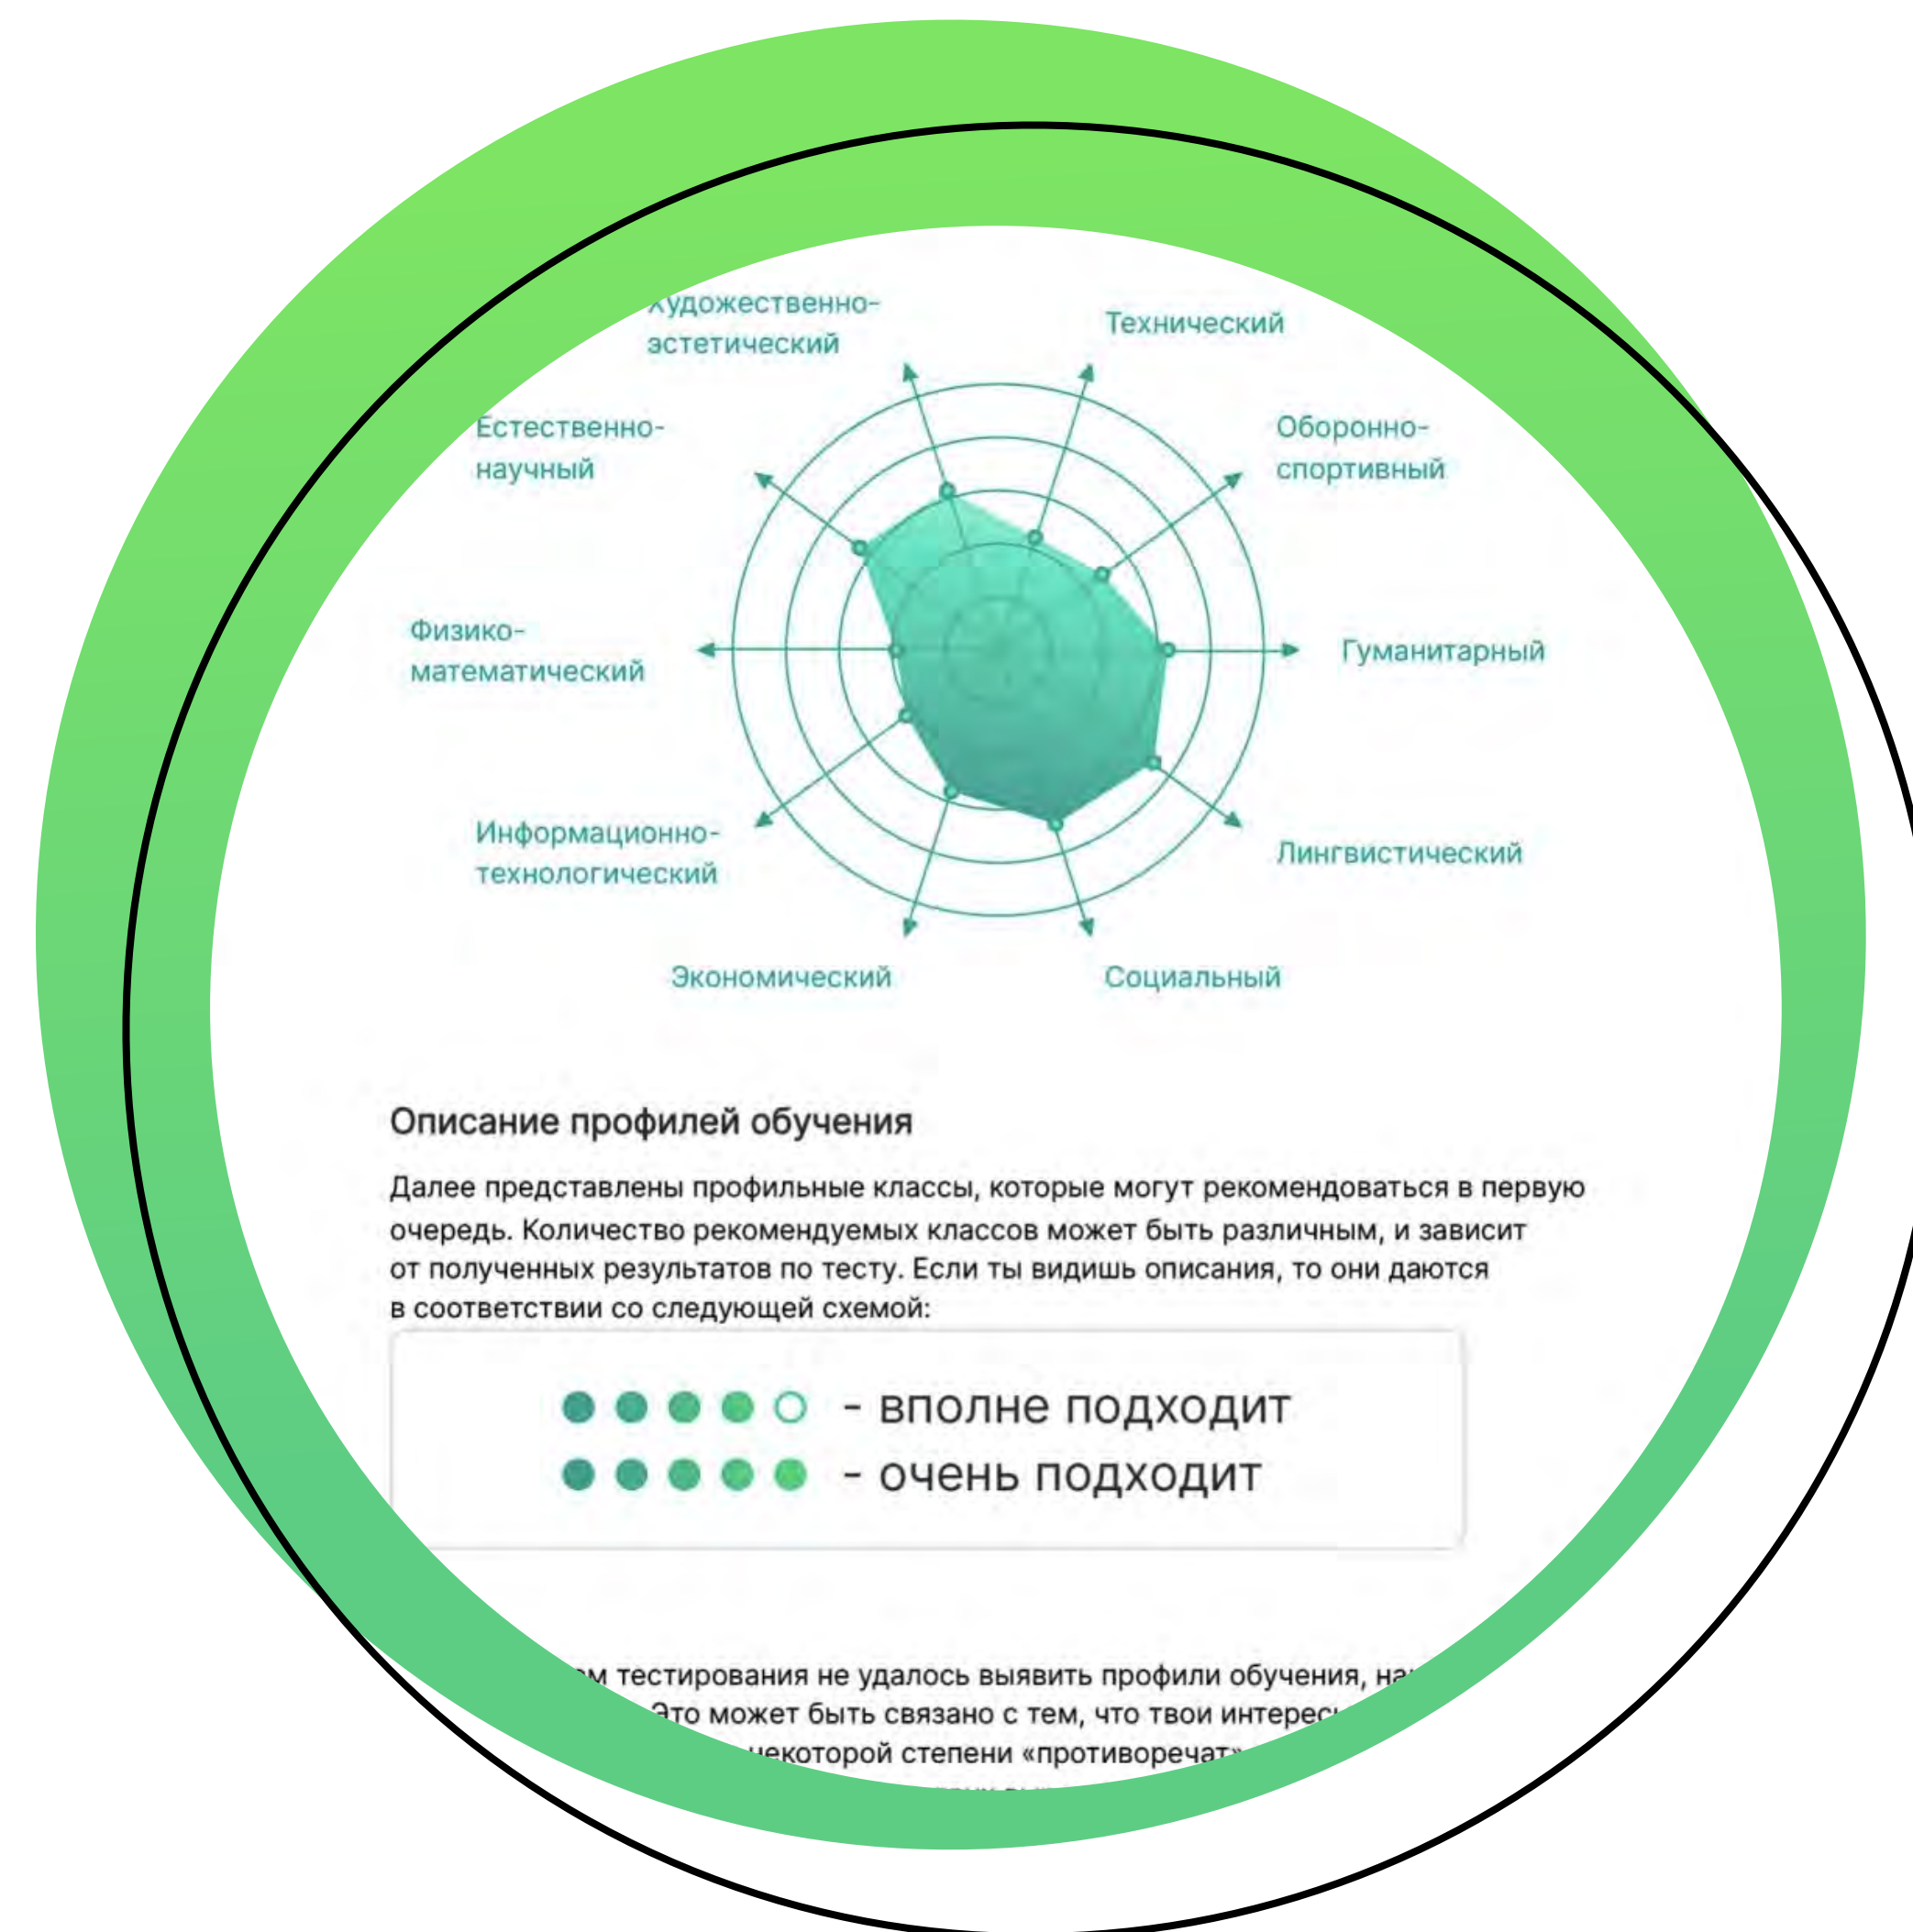 Художественно-
эстетический
Технический
Естественно-
научный
Оборонно-
спортивный
Физико-
математический
Гуманитарный
Информационно-
технологический
Лингвистический
Экономический
Социальный
Описание профилей обучения
Далее представлены профильные классы, которые могут рекомендоваться в первую
очередь. Количество рекомендуемых классов может быть различным, и зависит
от полученных результатов по тесту. Если ты видишь описания, то они даются
в соответствии со следующей схемой:
- вполне подходит
- очень подходит
тестирования не удалось выявить профили обучения,
Это может быть связано с тем, что твои
некоторой степени «противоречат»